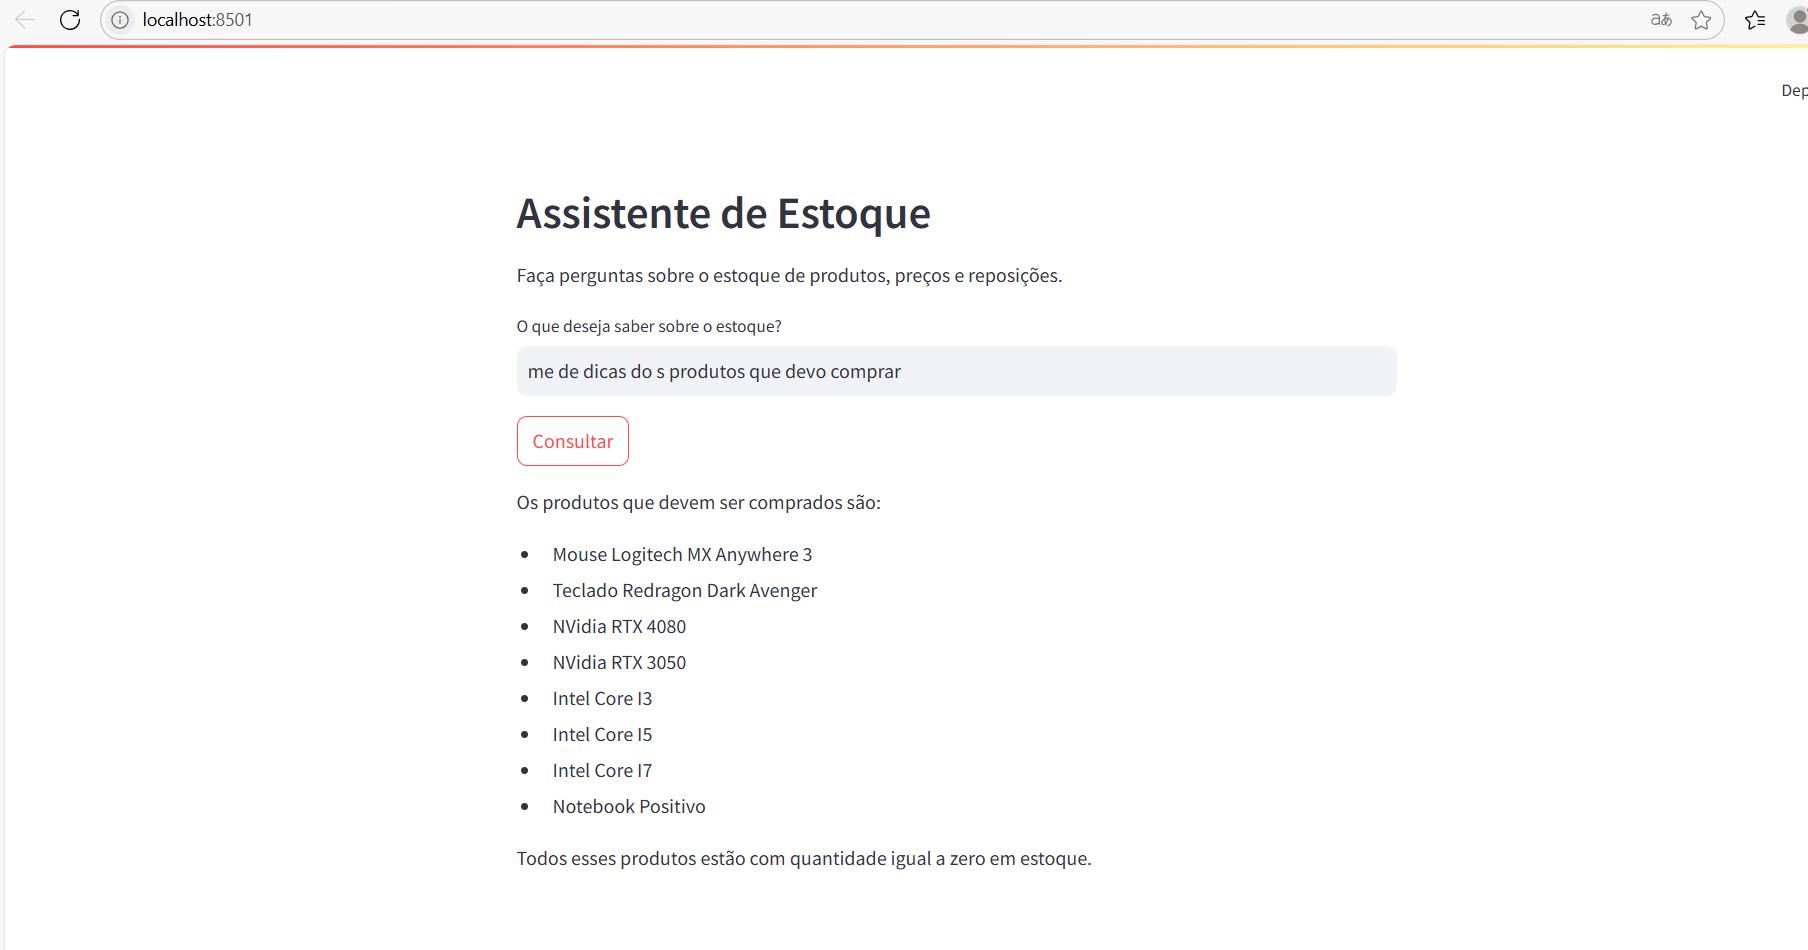 localhost:8501
aあ
Dep
Assistente de Estoque
Faça perguntas sobre o estoque de produtos, preços e reposições.
O que deseja saber sobre o estoque?
me de dicas do s produtos que devo comprar
Consultar
Os produtos que devem ser comprados são:
Mouse Logitech MX Anywhere 3
Teclado Redragon Dark Avenger
NVidia RTX 4080
NVidia RTX 3050
Intel Core I3
Intel Core I5
Intel Core I7
Notebook Positivo
Todos esses produtos estão com quantidade igual a zero em estoque.